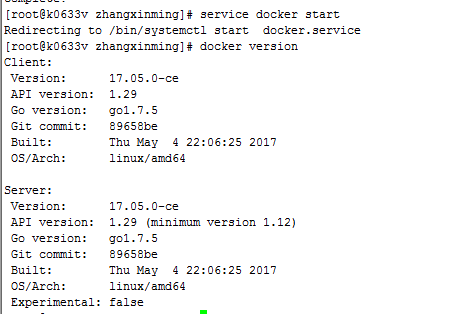 [root@k0633v zhangxinming]# service docker start
Redirecting to /bin/systemctl start  docker.service
[root@k0633v zhangxinming]# docker version
Client:
 Version:      17.05.0-ce
 API version:  1.29
 Go version:   go1.7.5
 Git commit:   89658be
 Built:        Thu May  4 22:06:25 2017
 OS/Arch:      linux/amd64

Server:
 Version:      17.05.0-ce
 API version:  1.29 (minimum version 1.12)
 Go version:   go1.7.5
 Git commit:   89658be
 Built:        Thu May  4 22:06:25 2017
 OS/Arch:      linux/amd64
 Experimental: false